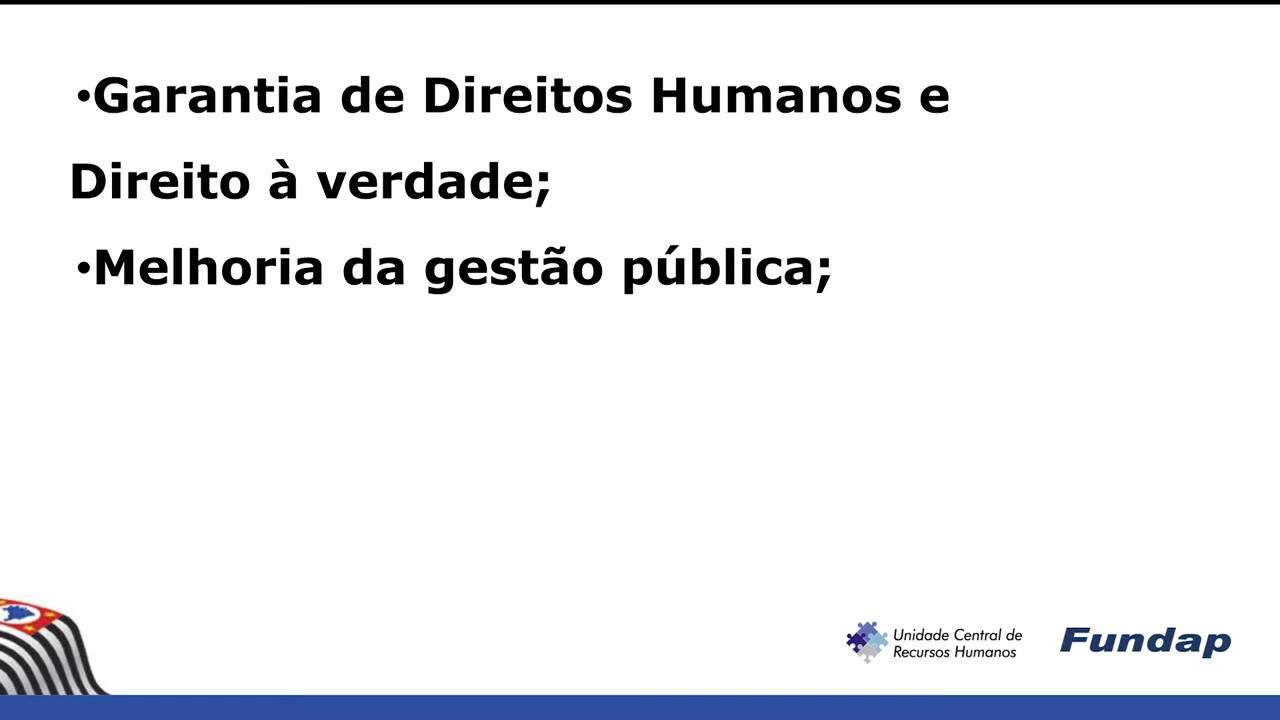 •Garantia de Direitos Humanos e
Direito à verdade;
•Melhoria da gestão pública;
Unidade Central de
Recursos Humanos
Fundap